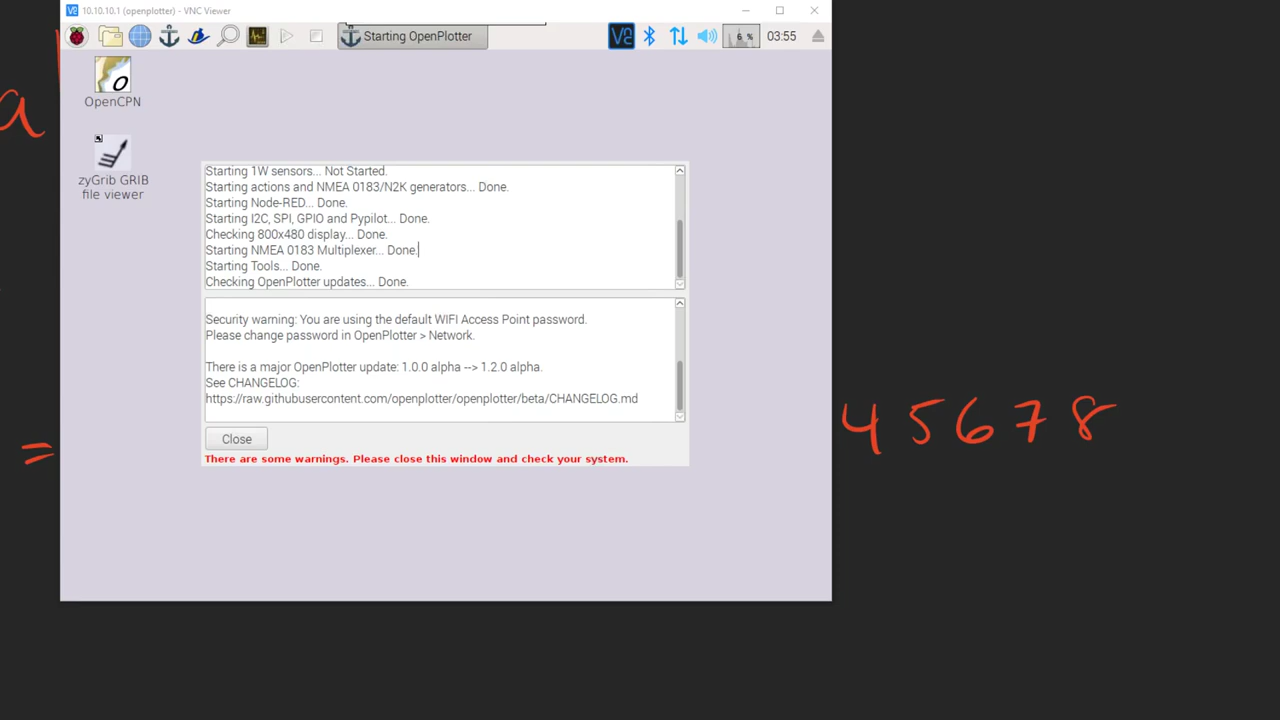 10.10.10.1 (openplotter) - VNC Viewer
Starting OpenPlotter
6 %
03:55
OpenCPN
zyGrib GRIB
file viewer
Starting 1W sensors... Not Started.
Starting actions and NMEA 0183/N2K generators... Done.
Starting Node-RED... Done.
Starting I2C, SPI, GPIO and Pypilot... Done.
Checking 800x480 display... Done.
Starting NMEA 0183 Multiplexer... Done.
Starting Tools... Done.
Checking OpenPlotter updates... Done.
Security warning: You are using the default WIFI Access Point password.
Please change password in OpenPlotter > Network.
There is a major OpenPlotter update: 1.0.0 alpha --> 1.2.0 alpha.
See CHANGELOG:
https://raw.githubusercontent.com/openplotter/openplotter/beta/CHANGELOG.md
Close
There are some warnings. Please close this window and check your system.
a
= 45678